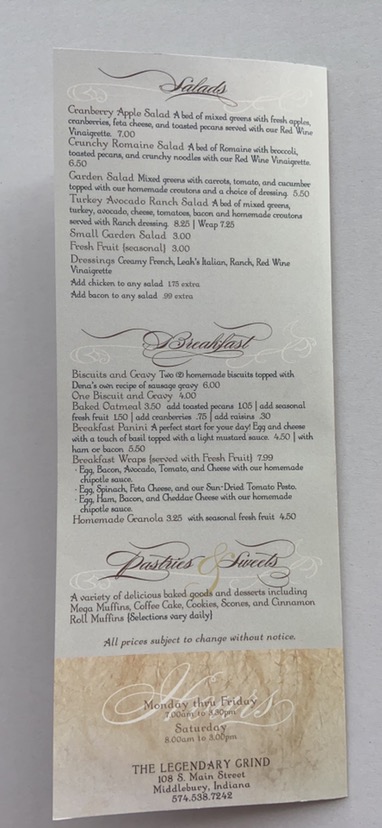 Salads
Cranberry Apple Salad A bed of mixed greens with fresh apples,
cranberries, feta cheese, and toasted pecans served with our Red Wine
Vinaigrette. 7.00
Crunchy Romaine Salad A bed of Romaine with broccoli,
toasted pecans, and crunchy noodles with our Red Wine Vinaigrette.
6.50
Garden Salad Mixed greens with carrots, tomato, and cucumber
topped with our homemade croutons and a choice of dressing. 5.50
Turkey Avocado Ranch Salad A bed of mixed greens,
turkey, avocado, cheese, tomatoes, bacon and homemade croutons
served with Ranch dressing. 8.25 | Wrap 7.25
Small Garden Salad 3.00
Fresh Fruit {seasonal} 3.00
Dressings Creamy French, Leah's Italian, Ranch, Red Wine
Vinaigrette
Add chicken to any salad 1.75 extra
Add bacon to any salad .99 extra
Breakfast
Biscuits and Gravy Two (2) homemade biscuits topped with
Dena's own recipe of sausage gravy 6.00
One Biscuit and Gravy 4.00
Baked Oatmeal 3.50 add toasted pecans 1.05 | add seasonal
fresh fruit 1.50 | add cranberries .75 | add raisins .30
Breakfast Panini A perfect start for your day! Egg and cheese
with a touch of basil topped with a light mustard sauce. 4.50 | with
ham or bacon 5.50
Breakfast Wraps {served with Fresh Fruit} 7.99
· Egg, Bacon, Avocado, Tomato, and Cheese with our homemade
chipotle sauce.
· Egg, Spinach, Feta Cheese, and our Sun-Dried Tomato Pesto.
· Egg, Ham, Bacon, and Cheddar Cheese with our homemade
chipotle sauce.
Homemade Granola 3.25 with seasonal fresh fruit 4.50
Pastries & Sweets
A variety of delicious baked goods and desserts including
Mega Muffins, Coffee Cake, Cookies, Scones, and Cinnamon
Roll Muffins {Selections vary daily}
All prices subject to change without notice.
Hours
Monday thru Friday
7:00am to 3:30pm
Saturday
8:00am to 3:00pm
THE LEGENDARY GRIND
108 S. Main Street
Middlebury, Indiana
574.538.7242